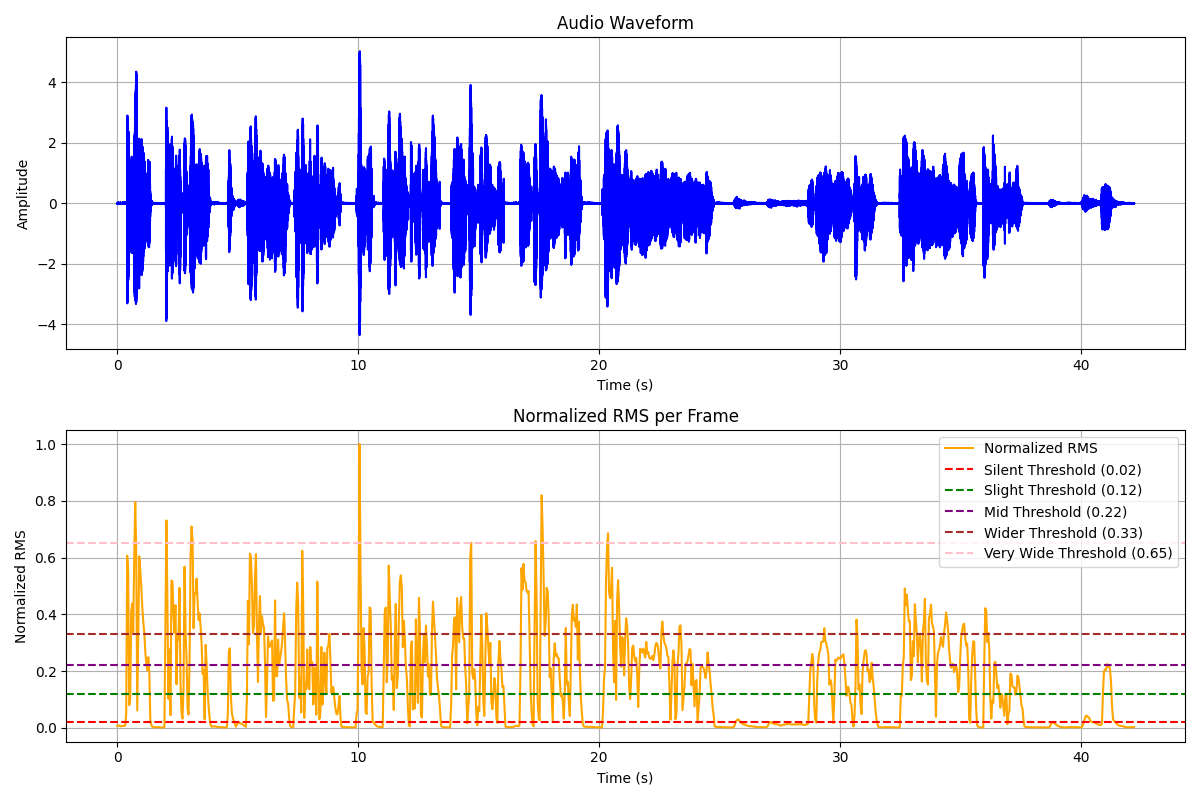 Audio Waveform
Amplitude
4
2
0
−2
−4
0 10 20 30 40
Time (s)
Normalized RMS per Frame
Normalized RMS
1.0
0.8
0.6
0.4
0.2
0.0
Normalized RMS
Silent Threshold (0.02)
Slight Threshold (0.12)
Mid Threshold (0.22)
Wider Threshold (0.33)
Very Wide Threshold (0.65)
0 10 20 30 40
Time (s)